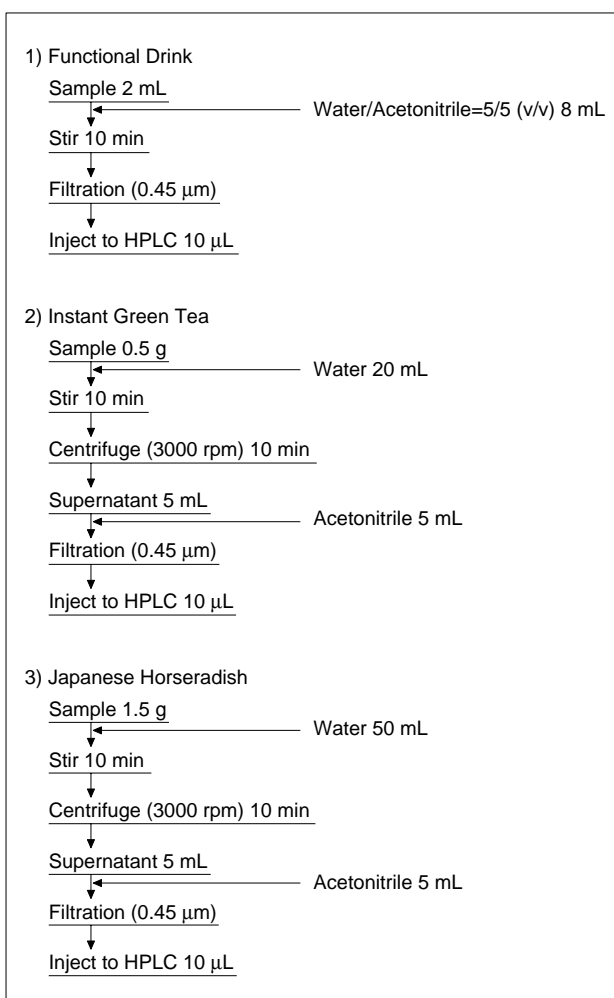 1) Functional Drink
Sample 2 mL
Water/Acetonitrile=5/5 (v/v) 8 mL
Stir 10 min
Filtration (0.45 μm)
Inject to HPLC 10 μL
2) Instant Green Tea
Sample 0.5 g
Water 20 mL
Stir 10 min
Centrifuge (3000 rpm) 10 min
Supernatant 5 mL
Acetonitrile 5 mL
Filtration (0.45 μm)
Inject to HPLC 10 μL
3) Japanese Horseradish
Sample 1.5 g
Water 50 mL
Stir 10 min
Centrifuge (3000 rpm) 10 min
Supernatant 5 mL
Acetonitrile 5 mL
Filtration (0.45 μm)
Inject to HPLC 10 μL